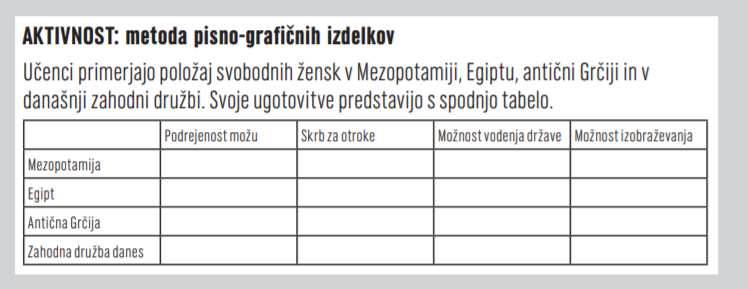 AKTIVNOST: metoda pisno-grafičnih izdelkov
Učenci primerjajo položaj svobodnih žensk v Mezopotamiji, Egiptu, antični Grčiji in v
današnji zahodni družbi. Svoje ugotovitve predstavijo s spodnjo tabelo.
Podrejenost možu Skrb za otroke Možnost vodenja države Možnost izobraževanja
Mezopotamija
Egipt
Antična Grčija
Zahodna družba danes